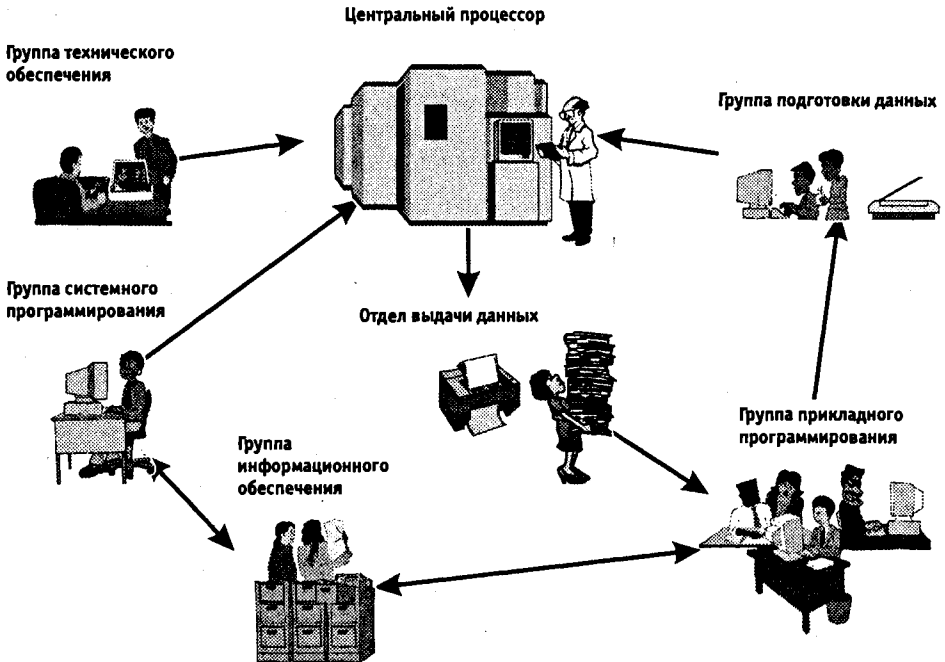 Центральный процессор
Группа технического
обеспечения
Группа подготовки данных
Группа системного
программирования
Отдел выдачи данных
Группа прикладного
программирования
Группа
информационного
обеспечения